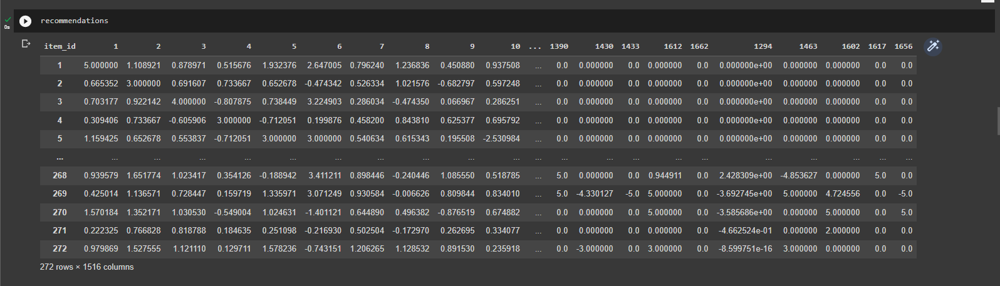 recommendations
0s
item_id 1 2 3 4 5 6 7 8 9 10 ... 1390 1430 1433 1612 1662 1294 1463 1602 1617 1656
1 5.000000 1.108921 0.878971 0.515676 1.932376 2.647005 0.796240 1.236836 0.450880 0.937508 ... 0.0 0.000000 0.0 0.000000 0.0 0.000000e+00 0.000000 0.000000 0.0 0.0
2 0.665352 3.000000 0.691607 0.733667 0.652678 -0.474342 0.526334 1.021576 -0.682797 0.597248 ... 0.0 0.000000 0.0 0.000000 0.0 0.000000e+00 0.000000 0.000000 0.0 0.0
3 0.703177 0.922142 4.000000 -0.807875 0.738449 3.224903 0.286034 -0.474350 0.066967 0.286251 ... 0.0 0.000000 0.0 0.000000 0.0 0.000000e+00 0.000000 0.000000 0.0 0.0
4 0.309406 0.733667 -0.605906 3.000000 -0.712051 0.199876 0.458200 0.843810 0.625377 0.695792 ... 0.0 0.000000 0.0 0.000000 0.0 0.000000e+00 0.000000 0.000000 0.0 0.0
5 1.159425 0.652678 0.553837 -0.712051 3.000000 3.000000 0.540634 0.615343 0.195508 -2.530984 ... 0.0 0.000000 0.0 0.000000 0.0 0.000000e+00 0.000000 0.000000 0.0 0.0
... ... ... ... ... ... ... ... ... ... ... ... ... ... ... ... ... ... ... ... ... ...
268 0.939579 1.651774 1.023417 0.354126 -0.188942 3.411211 0.898446 -0.240446 1.085550 0.518785 ... 5.0 0.000000 0.0 0.944911 0.0 2.428309e+00 -4.853627 0.000000 5.0 0.0
269 0.425014 1.136571 0.728447 0.159719 1.335971 3.071249 0.930584 -0.006626 0.809844 0.834010 ... 5.0 -4.330127 -5.0 5.000000 0.0 -3.692745e+00 5.000000 4.724556 0.0 -5.0
270 1.570184 1.352171 1.030530 -0.549004 1.024631 -1.401121 0.644890 0.496382 -0.876519 0.674882 ... 0.0 0.000000 0.0 5.000000 0.0 -3.585686e+00 0.000000 5.000000 0.0 5.0
271 0.222325 0.766828 0.818788 0.184635 0.251098 -0.216930 0.502504 -0.172970 0.262695 0.334077 ... 0.0 0.000000 0.0 0.000000 0.0 -4.662524e-01 0.000000 2.000000 0.0 0.0
272 0.979869 1.527555 1.121110 0.129711 1.578236 -0.743151 1.206265 1.128532 0.891530 0.235918 ... 0.0 -3.000000 0.0 3.000000 0.0 -8.599751e-16 3.000000 0.000000 0.0 0.0
272 rows × 1516 columns